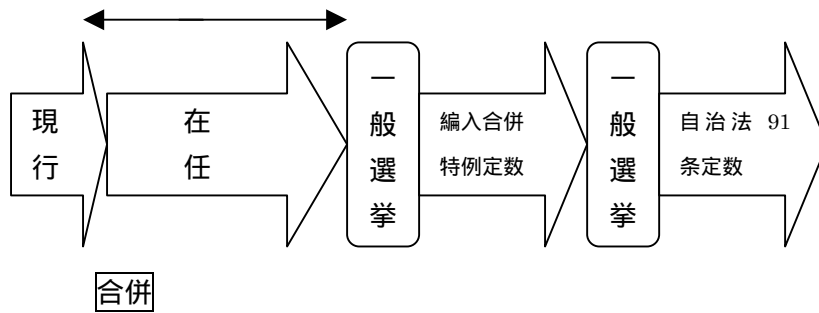 現行
在任
一般選挙
編入合併
特例定数
一般選挙
自治法 91
条定数
合併